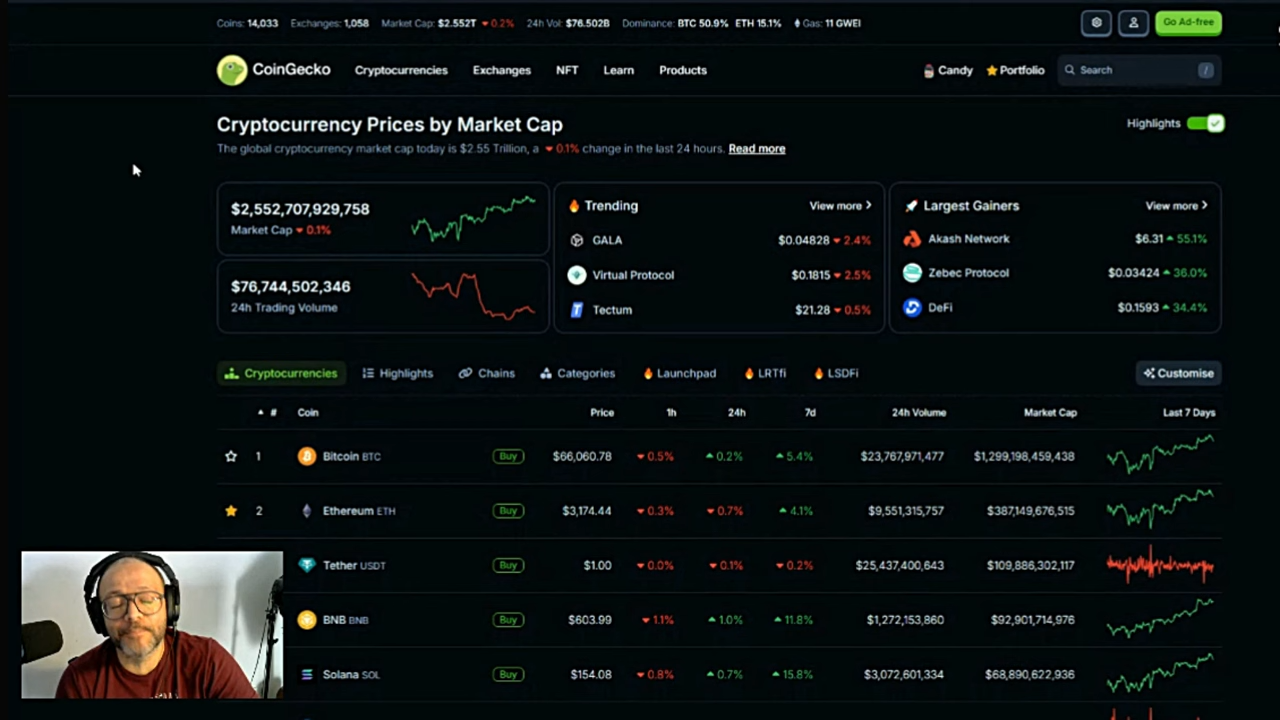 Coins: 14,033 Exchanges: 1,058 Market Cap: $2.552T 0.2% 24h Vol: $76.502B Dominance: BTC 50.9% ETH 15.1% Gas: 11 GWEI Go Ad-free
CoinGecko Cryptocurrencies Exchanges NFT Learn Products Candy Portfolio Search /
Cryptocurrency Prices by Market Cap Highlights
The global cryptocurrency market cap today is $2.55 Trillion, a 0.1% change in the last 24 hours. Read more
$2,552,707,929,758
Market Cap 0.1%
$76,744,502,346
24h Trading Volume
Trending View more
GALA $0.04828 2.4%
Virtual Protocol $0.1815 2.5%
Tectum $21.28 0.5%
Largest Gainers View more
Akash Network $6.31 55.1%
Zebec Protocol $0.03424 36.0%
DeFi $0.1593 34.4%
Cryptocurrencies Highlights Chains Categories Launchpad LRTfi LSDFi Customise
# Coin Price 1h 24h 7d 24h Volume Market Cap Last 7 Days
1 Bitcoin BTC Buy $66,060.78 0.5% 0.2% 5.4% $23,767,971,477 $1,299,198,459,438
2 Ethereum ETH Buy $3,174.44 0.3% 0.7% 4.1% $9,551,315,757 $387,149,676,515
Tether USDT Buy $1.00 0.0% 0.1% 0.2% $25,437,400,643 $109,886,302,117
BNB BNB Buy $603.99 1.1% 1.0% 11.8% $1,272,153,860 $92,901,714,976
Solana SOL Buy $154.08 0.8% 0.7% 15.8% $3,072,601,334 $68,890,622,936